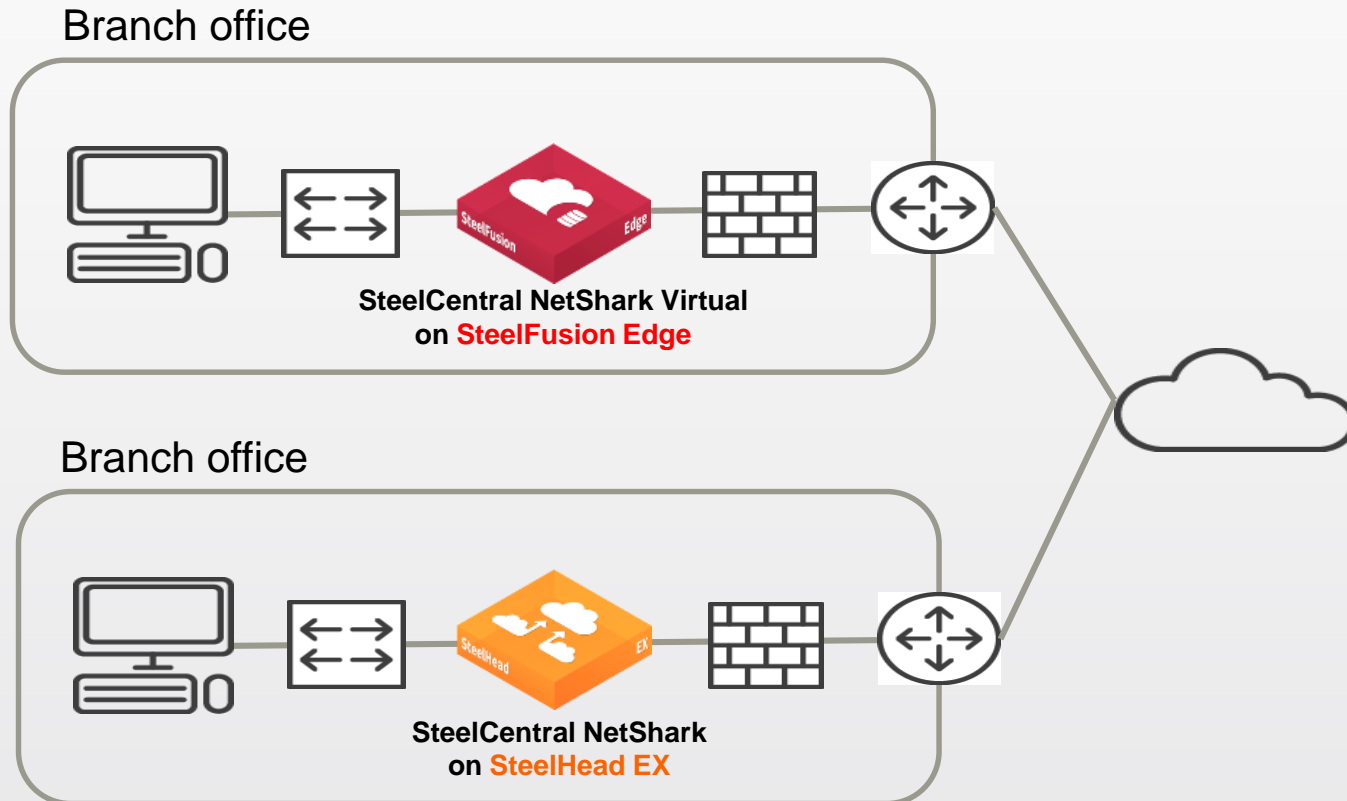 Branch office
SteelFusion
Edge
SteelCentral NetShark Virtual
on SteelFusion Edge
Branch office
SteelHead
EX
SteelCentral NetShark
on SteelHead EX